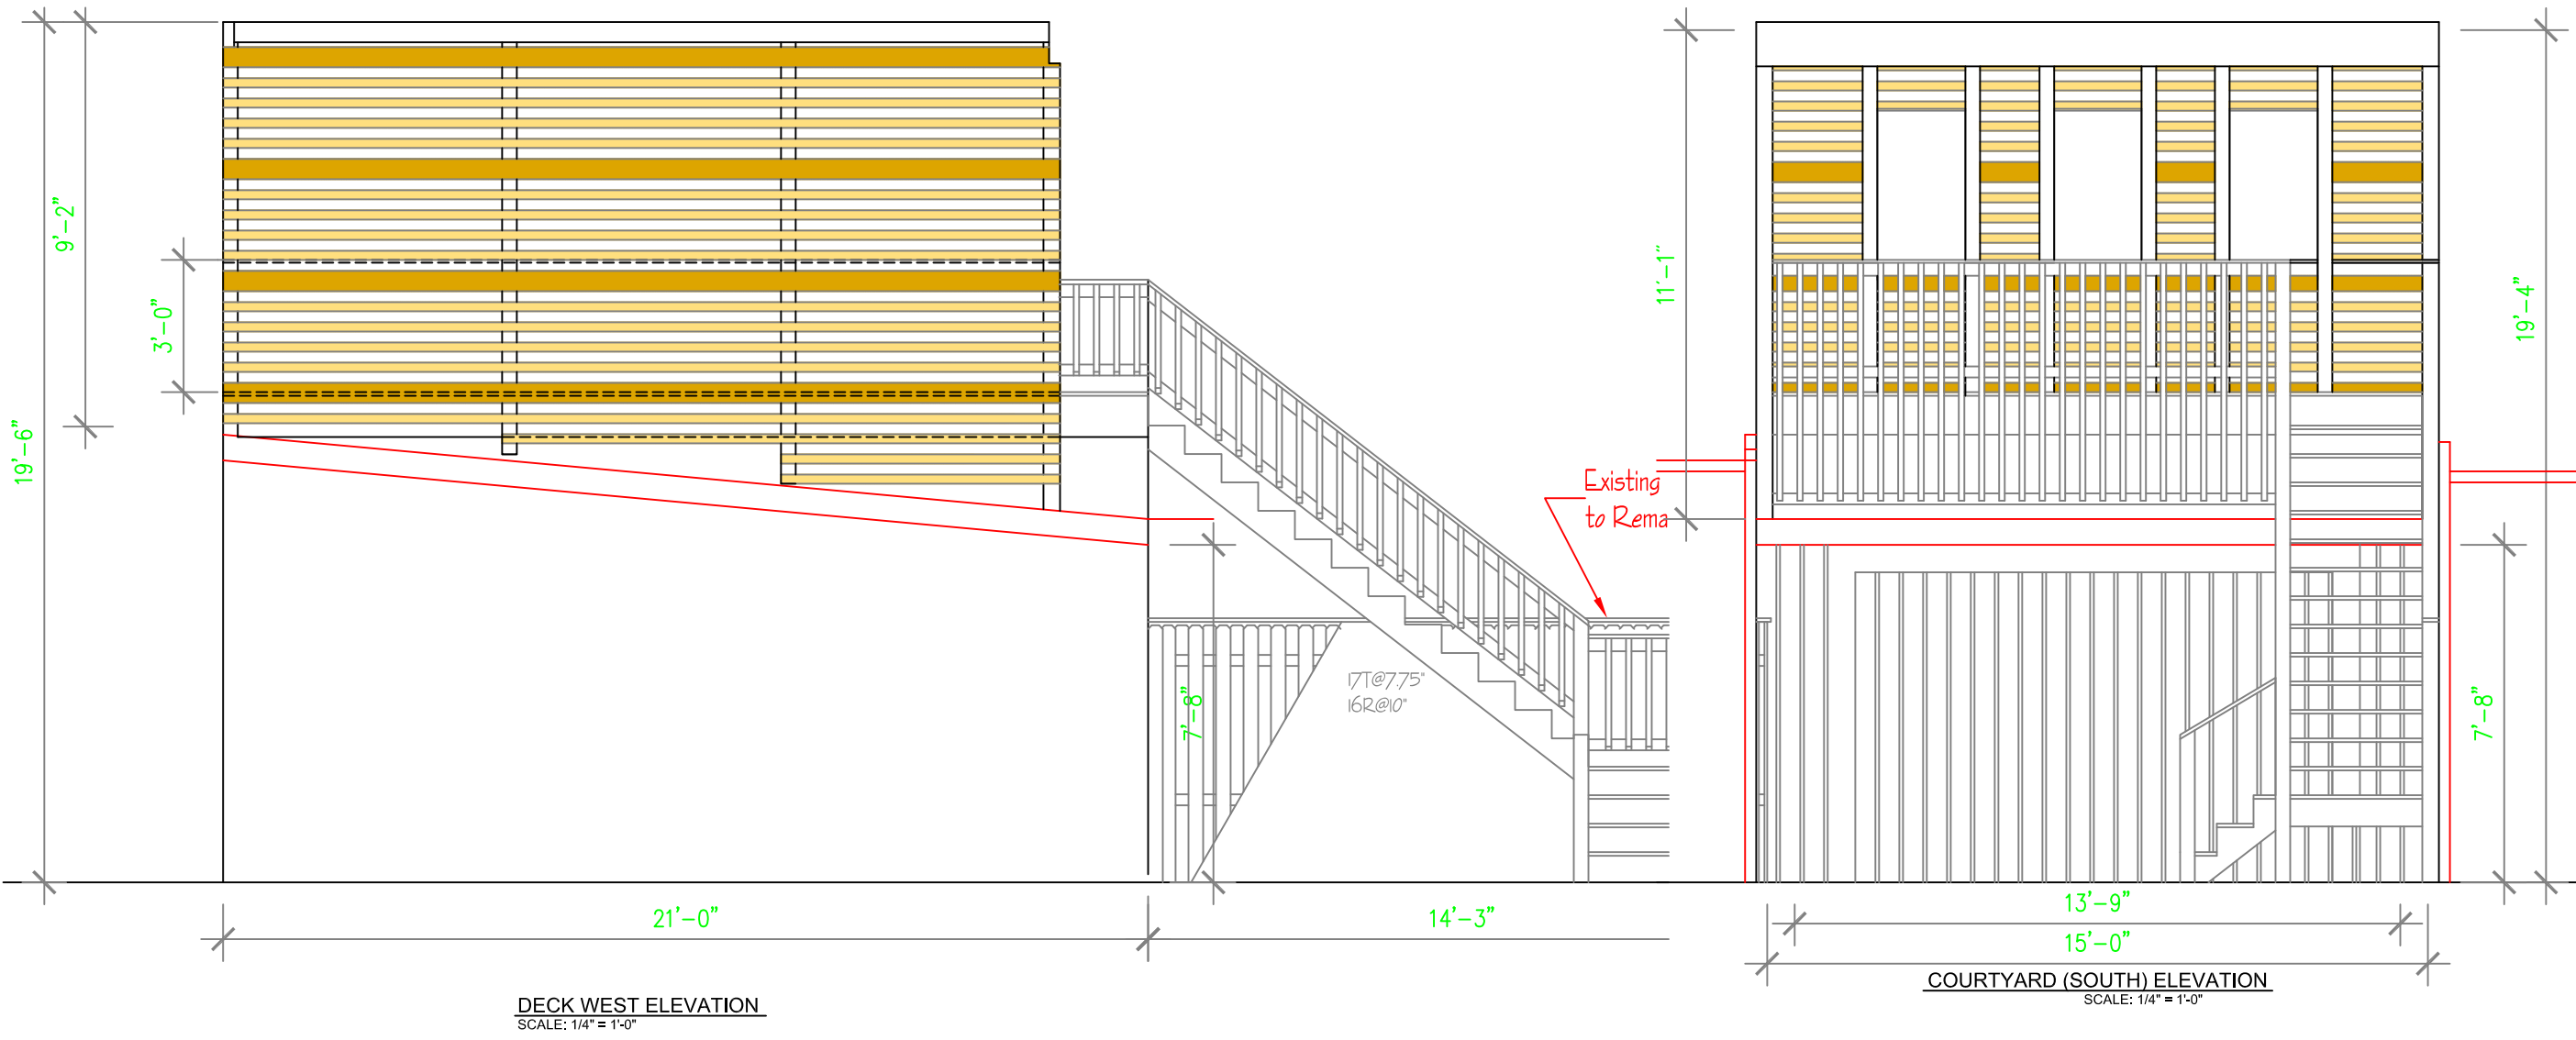 9'-2"
3'-0"
19'-6"
Existing
to Rema
17T@7.75"
16R@10"
7'-8"
21'-0"
14'-3"
DECK WEST ELEVATION
SCALE: 1/4" = 1'-0"
11'-1"
19'-4"
7'-8"
13'-9"
15'-0"
COURTYARD (SOUTH) ELEVATION
SCALE: 1/4" = 1'-0"